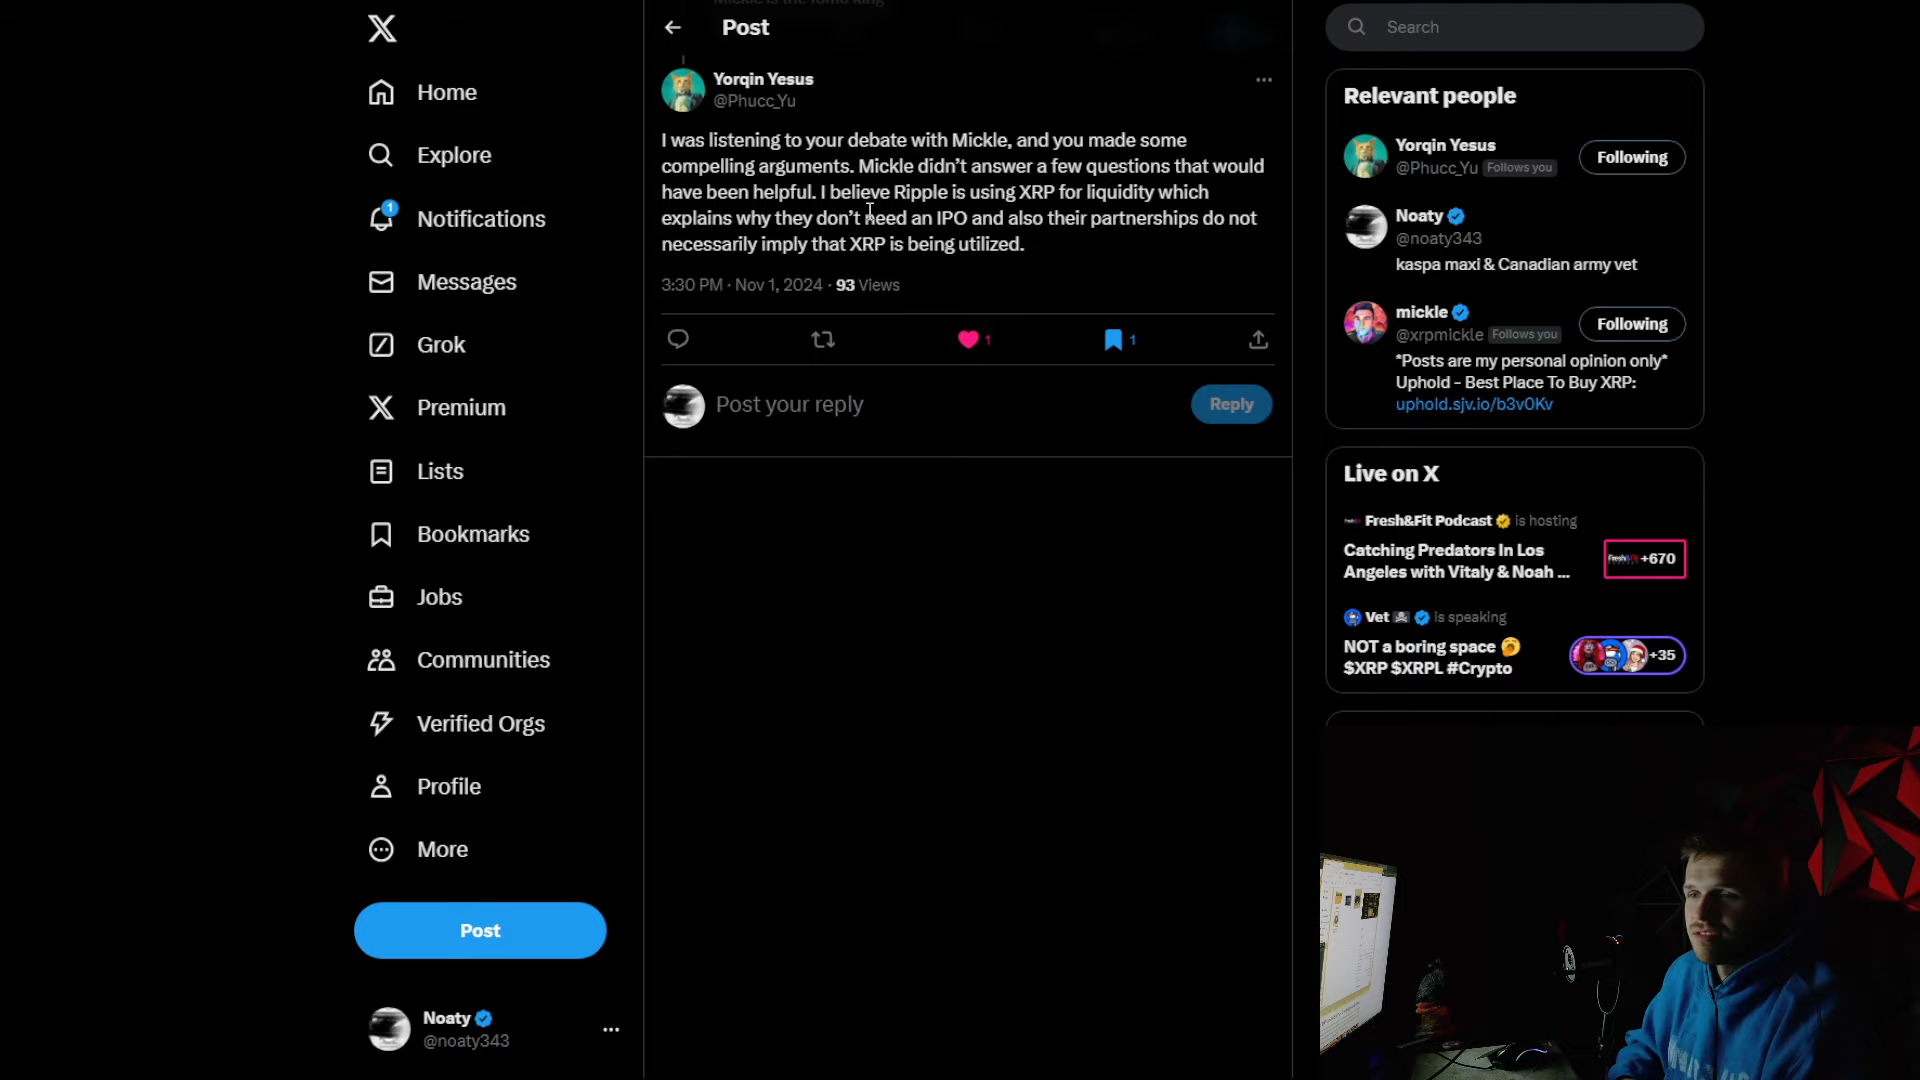 Post
Search
Home
Explore
1
Notifications
Messages
Grok
Premium
Lists
Bookmarks
Jobs
Communities
Verified Orgs
Profile
More
Post
Noaty
@noaty343
Yorqin Yesus
@Phucc_Yu
I was listening to your debate with Mickle, and you made some
compelling arguments. Mickle didn’t answer a few questions that would
have been helpful. I believe Ripple is using XRP for liquidity which
explains why they don’t need an IPO and also their partnerships do not
necessarily imply that XRP is being utilized.
3:30 PM · Nov 1, 2024 · 93 Views
1
1
Post your reply
Reply
Relevant people
Yorqin Yesus
@Phucc_Yu Follows you
Following
Noaty
@noaty343
kaspa maxi & Canadian army vet
mickle
@xrpmickle Follows you
Following
*Posts are my personal opinion only*
Uphold - Best Place To Buy XRP:
uphold.sjv.io/b3v0Kv
Live on X
Fresh&Fit Podcast is hosting
Catching Predators In Los
Angeles with Vitaly & Noah ...
+670
Vet is speaking
NOT a boring space 🥱
$XRP $XRPL #Crypto
+35